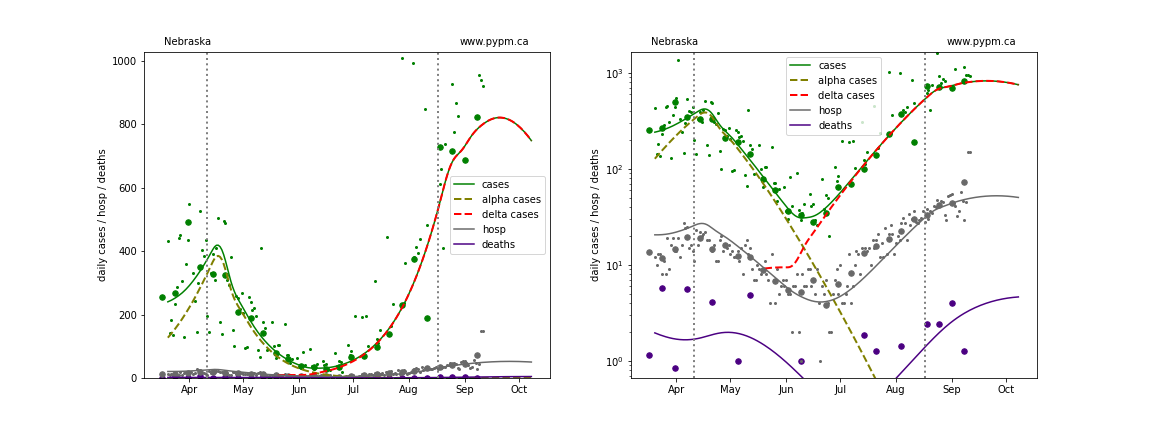 Nebraska www.pypm.ca
1000
800
600
400
200
0
daily cases / hosp / deaths
cases
alpha cases
delta cases
hosp
deaths
Apr May Jun Jul Aug Sep Oct
Nebraska www.pypm.ca
10³
10²
10¹
10⁰
daily cases / hosp / deaths
cases
alpha cases
delta cases
hosp
deaths
Apr May Jun Jul Aug Sep Oct